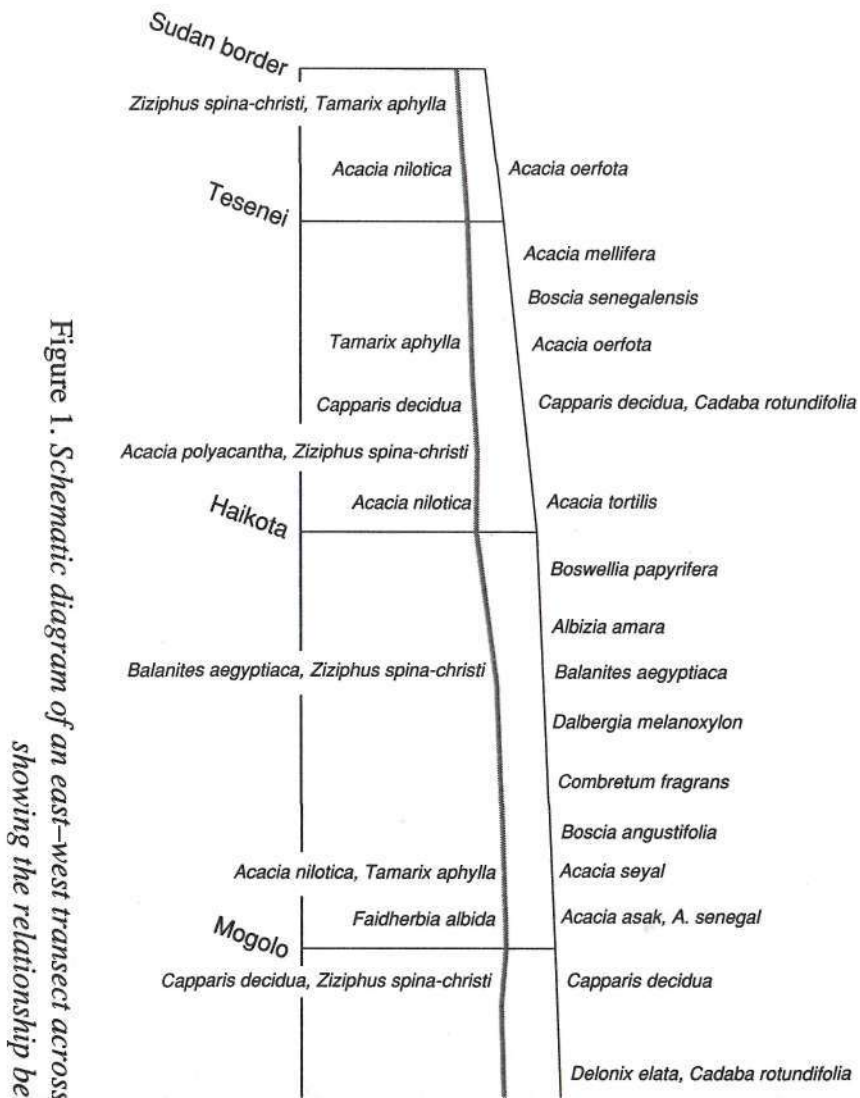 Sudan border
Ziziphus spina-christi, Tamarix aphylla
Acacia nilotica
Acacia oerfota
Tesenei
Acacia mellifera
Boscia senegalensis
Tamarix aphylla
Acacia oerfota
Capparis decidua
Capparis decidua, Cadaba rotundifolia
Acacia polyacantha, Ziziphus spina-christi
Acacia nilotica
Acacia tortilis
Haikota
Boswellia papyrifera
Albizia amara
Balanites aegyptiaca, Ziziphus spina-christi
Balanites aegyptiaca
Dalbergia melanoxylon
Combretum fragrans
Boscia angustifolia
Acacia nilotica, Tamarix aphylla
Acacia seyal
Faidherbia albida
Acacia asak, A. senegal
Mogolo
Capparis decidua, Ziziphus spina-christi
Capparis decidua
Delonix elata, Cadaba rotundifolia
Figure 1. Schematic diagram of an east–west transect across
showing the relationship be